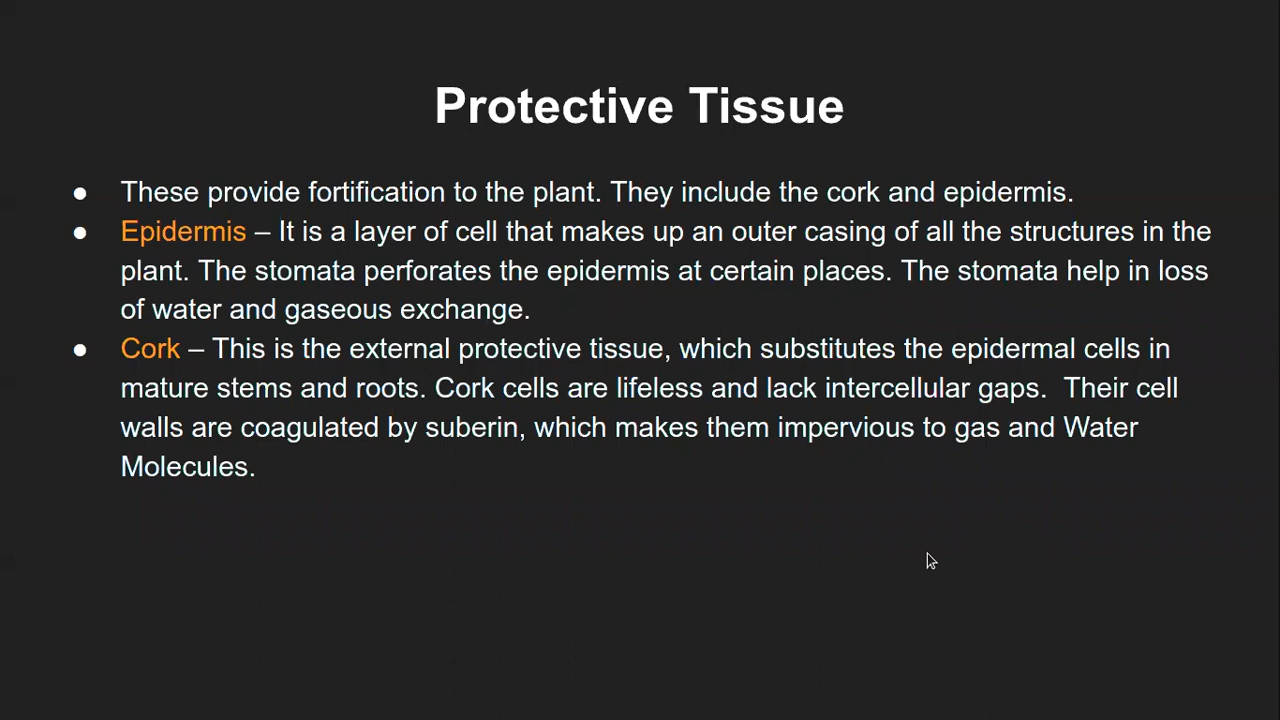 Protective Tissue
● These provide fortification to the plant. They include the cork and epidermis.
● Epidermis – It is a layer of cell that makes up an outer casing of all the structures in the
plant. The stomata perforates the epidermis at certain places. The stomata help in loss
of water and gaseous exchange.
● Cork – This is the external protective tissue, which substitutes the epidermal cells in
mature stems and roots. Cork cells are lifeless and lack intercellular gaps.  Their cell
walls are coagulated by suberin, which makes them impervious to gas and Water
Molecules.